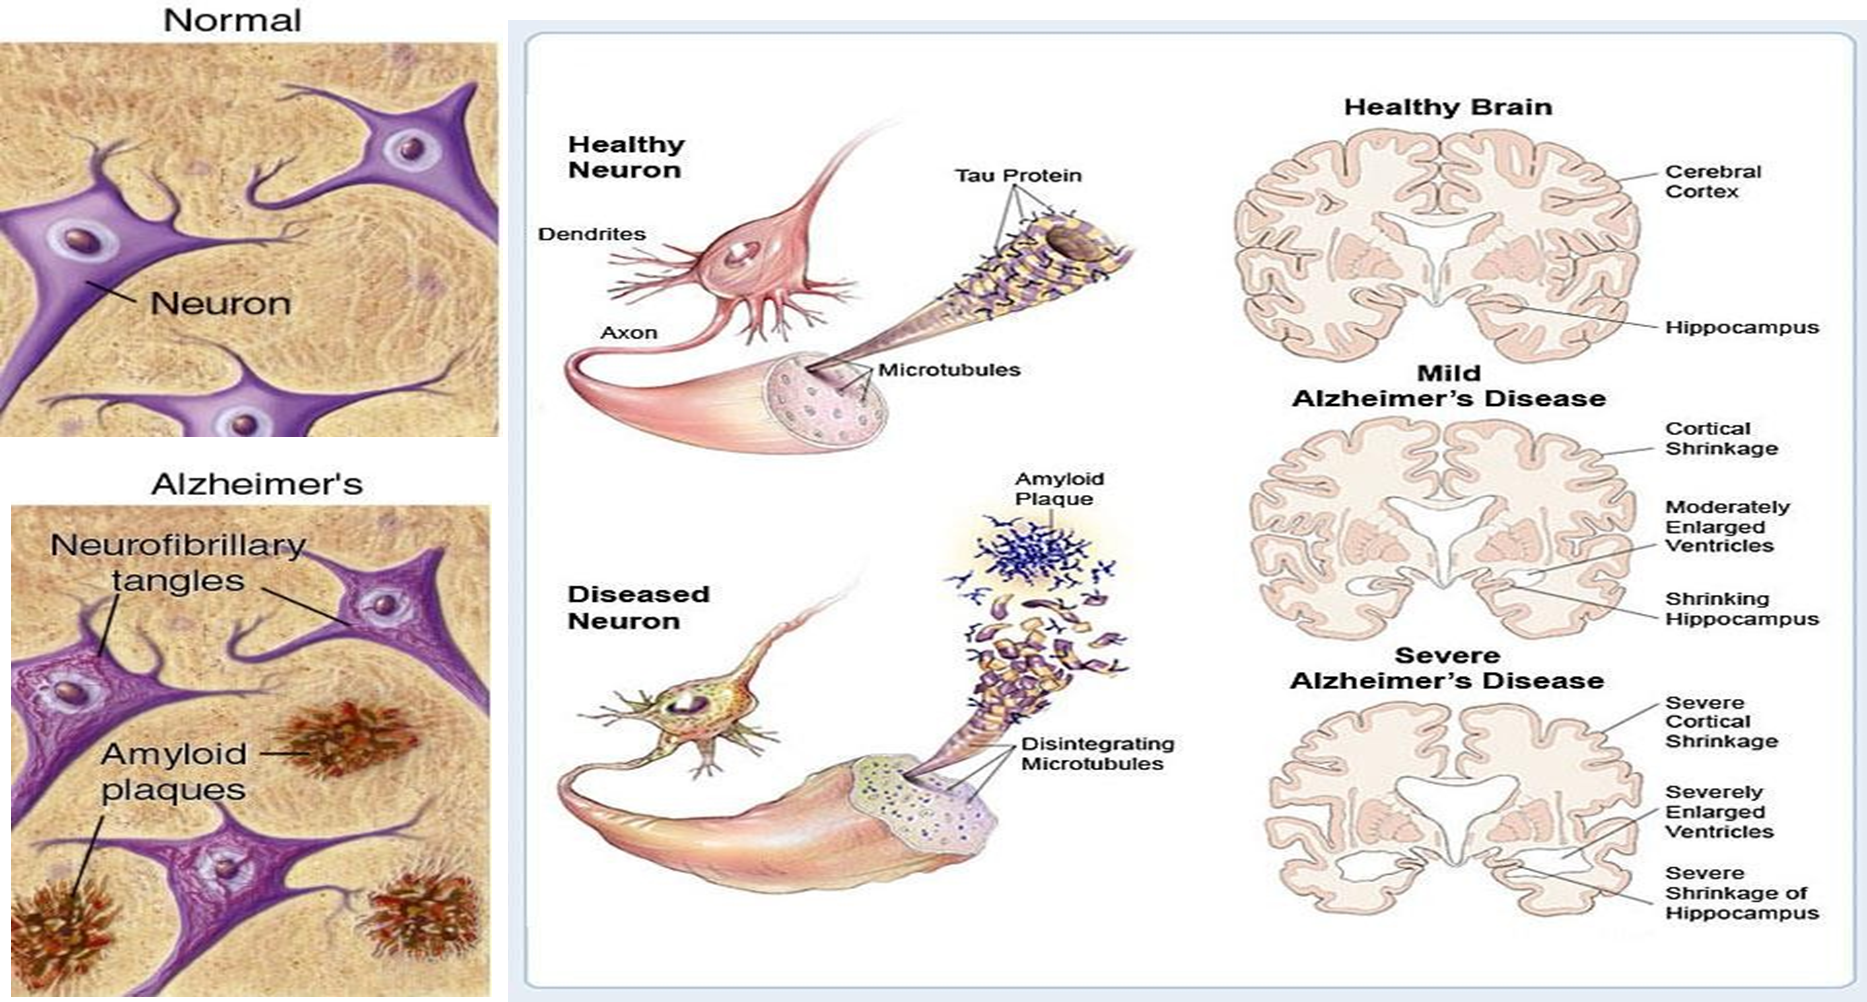 Normal
Neuron
Alzheimer's
Neurofibrillary
tangles
Amyloid
plaques
Healthy
Neuron
Tau Protein
Dendrites
Axon
Microtubules
Amyloid
Plaque
Diseased
Neuron
Disintegrating
Microtubules
Healthy Brain
Cerebral
Cortex
Hippocampus
Mild
Alzheimer’s Disease
Cortical
Shrinkage
Moderately
Enlarged
Ventricles
Shrinking
Hippocampus
Severe
Alzheimer’s Disease
Severe
Cortical
Shrinkage
Severely
Enlarged
Ventricles
Severe
Shrinkage of
Hippocampus